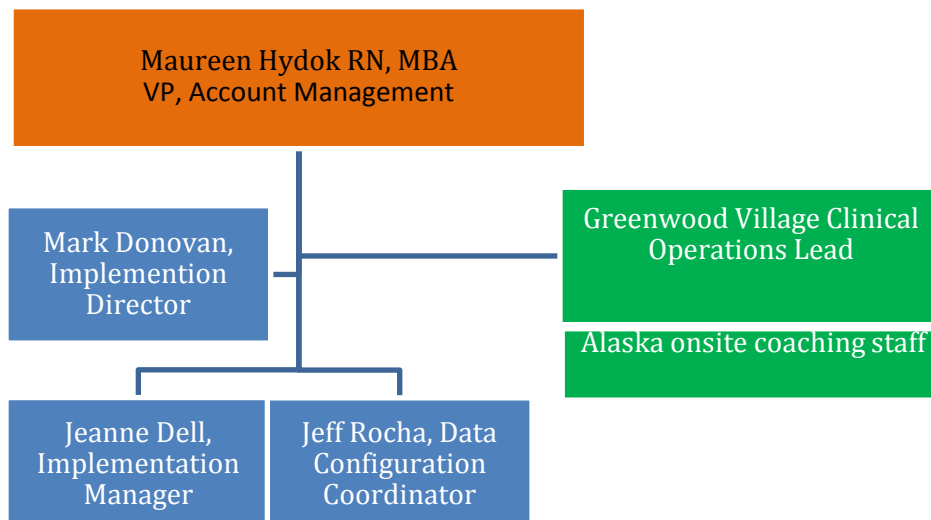 Maureen Hydok RN, MBA
VP, Account Management
Mark Donovan,
Implemention
Director
Greenwood Village Clinical
Operations Lead
Alaska onsite coaching staff
Jeanne Dell,
Implementation
Manager
Jeff Rocha, Data
Configuration
Coordinator